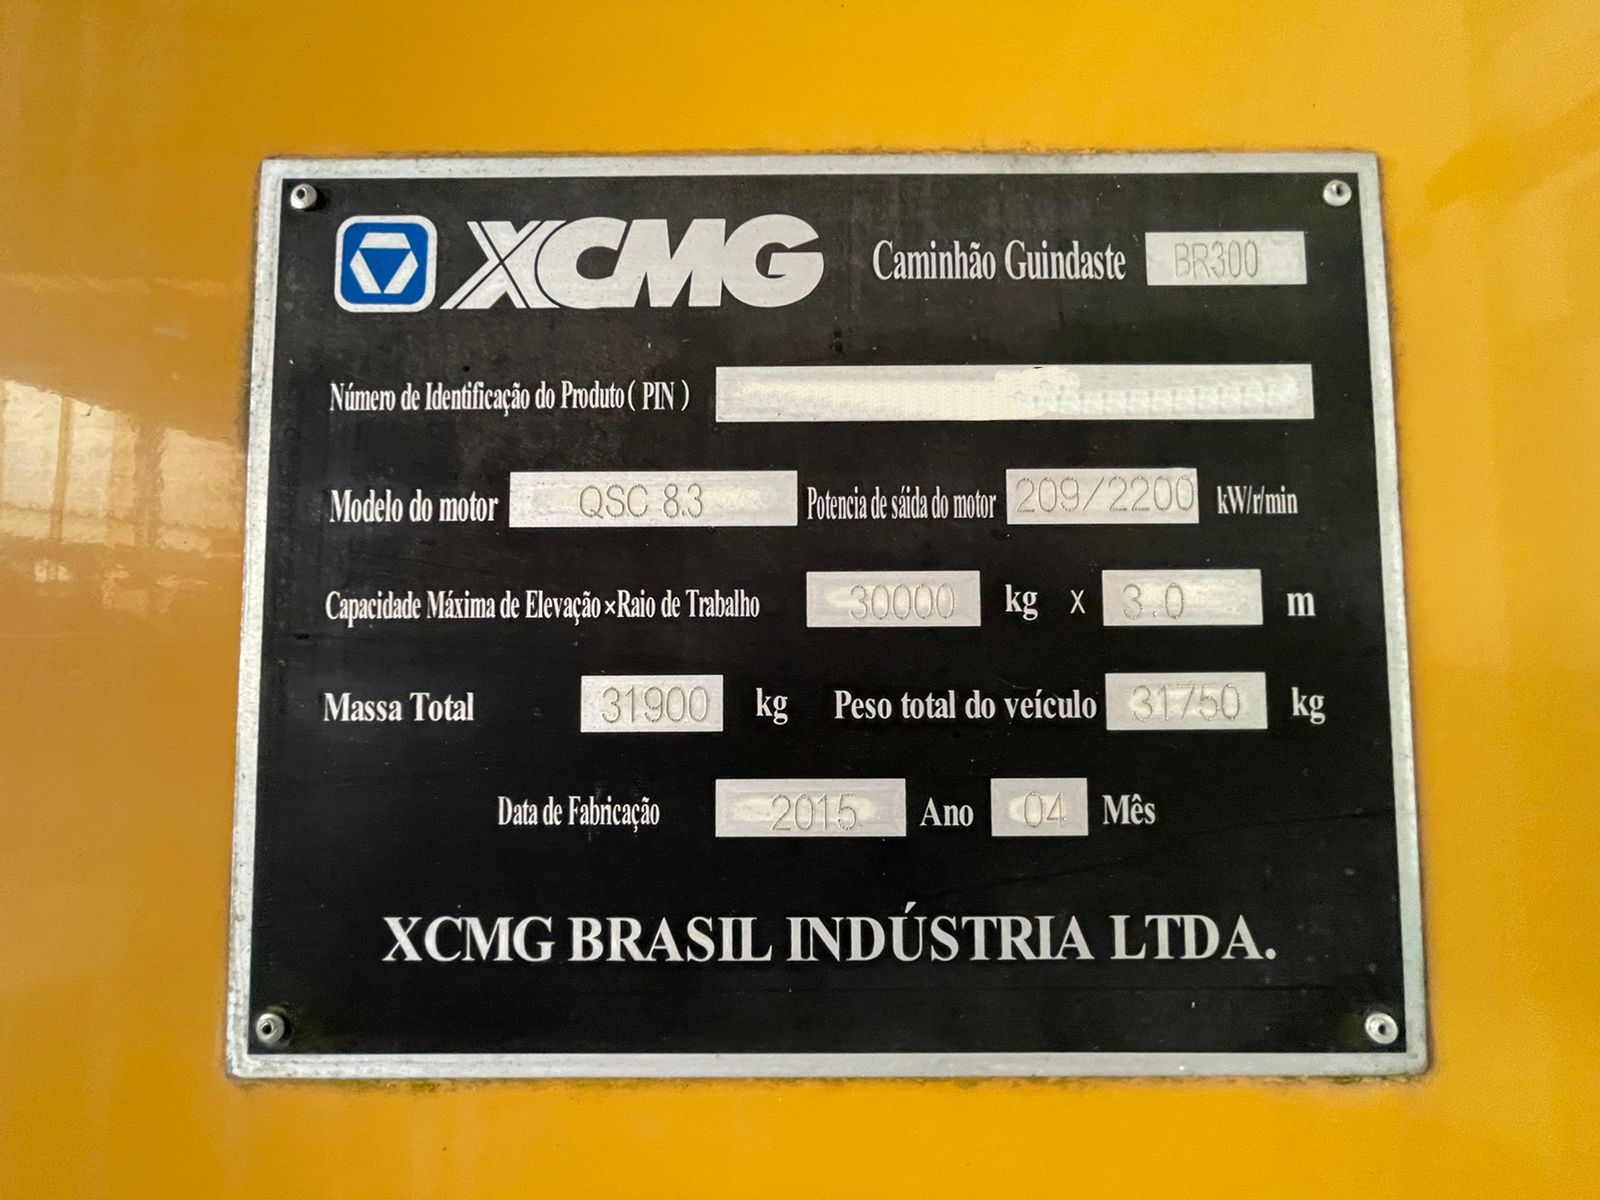 XCMG Caminhão Guindaste BR300
Número de Identificação do Produto ( PIN )
Modelo do motor QSC 8.3 Potencia de sáida do motor 209/2200 kW/r/min
Capacidade Máxima de Elevação×Raio de Trabalho 30000 kg X 3.0 m
Massa Total 31900 kg Peso total do veículo 31750 kg
Data de Fabricação 2015 Ano 04 Mês
XCMG BRASIL INDÚSTRIA LTDA.